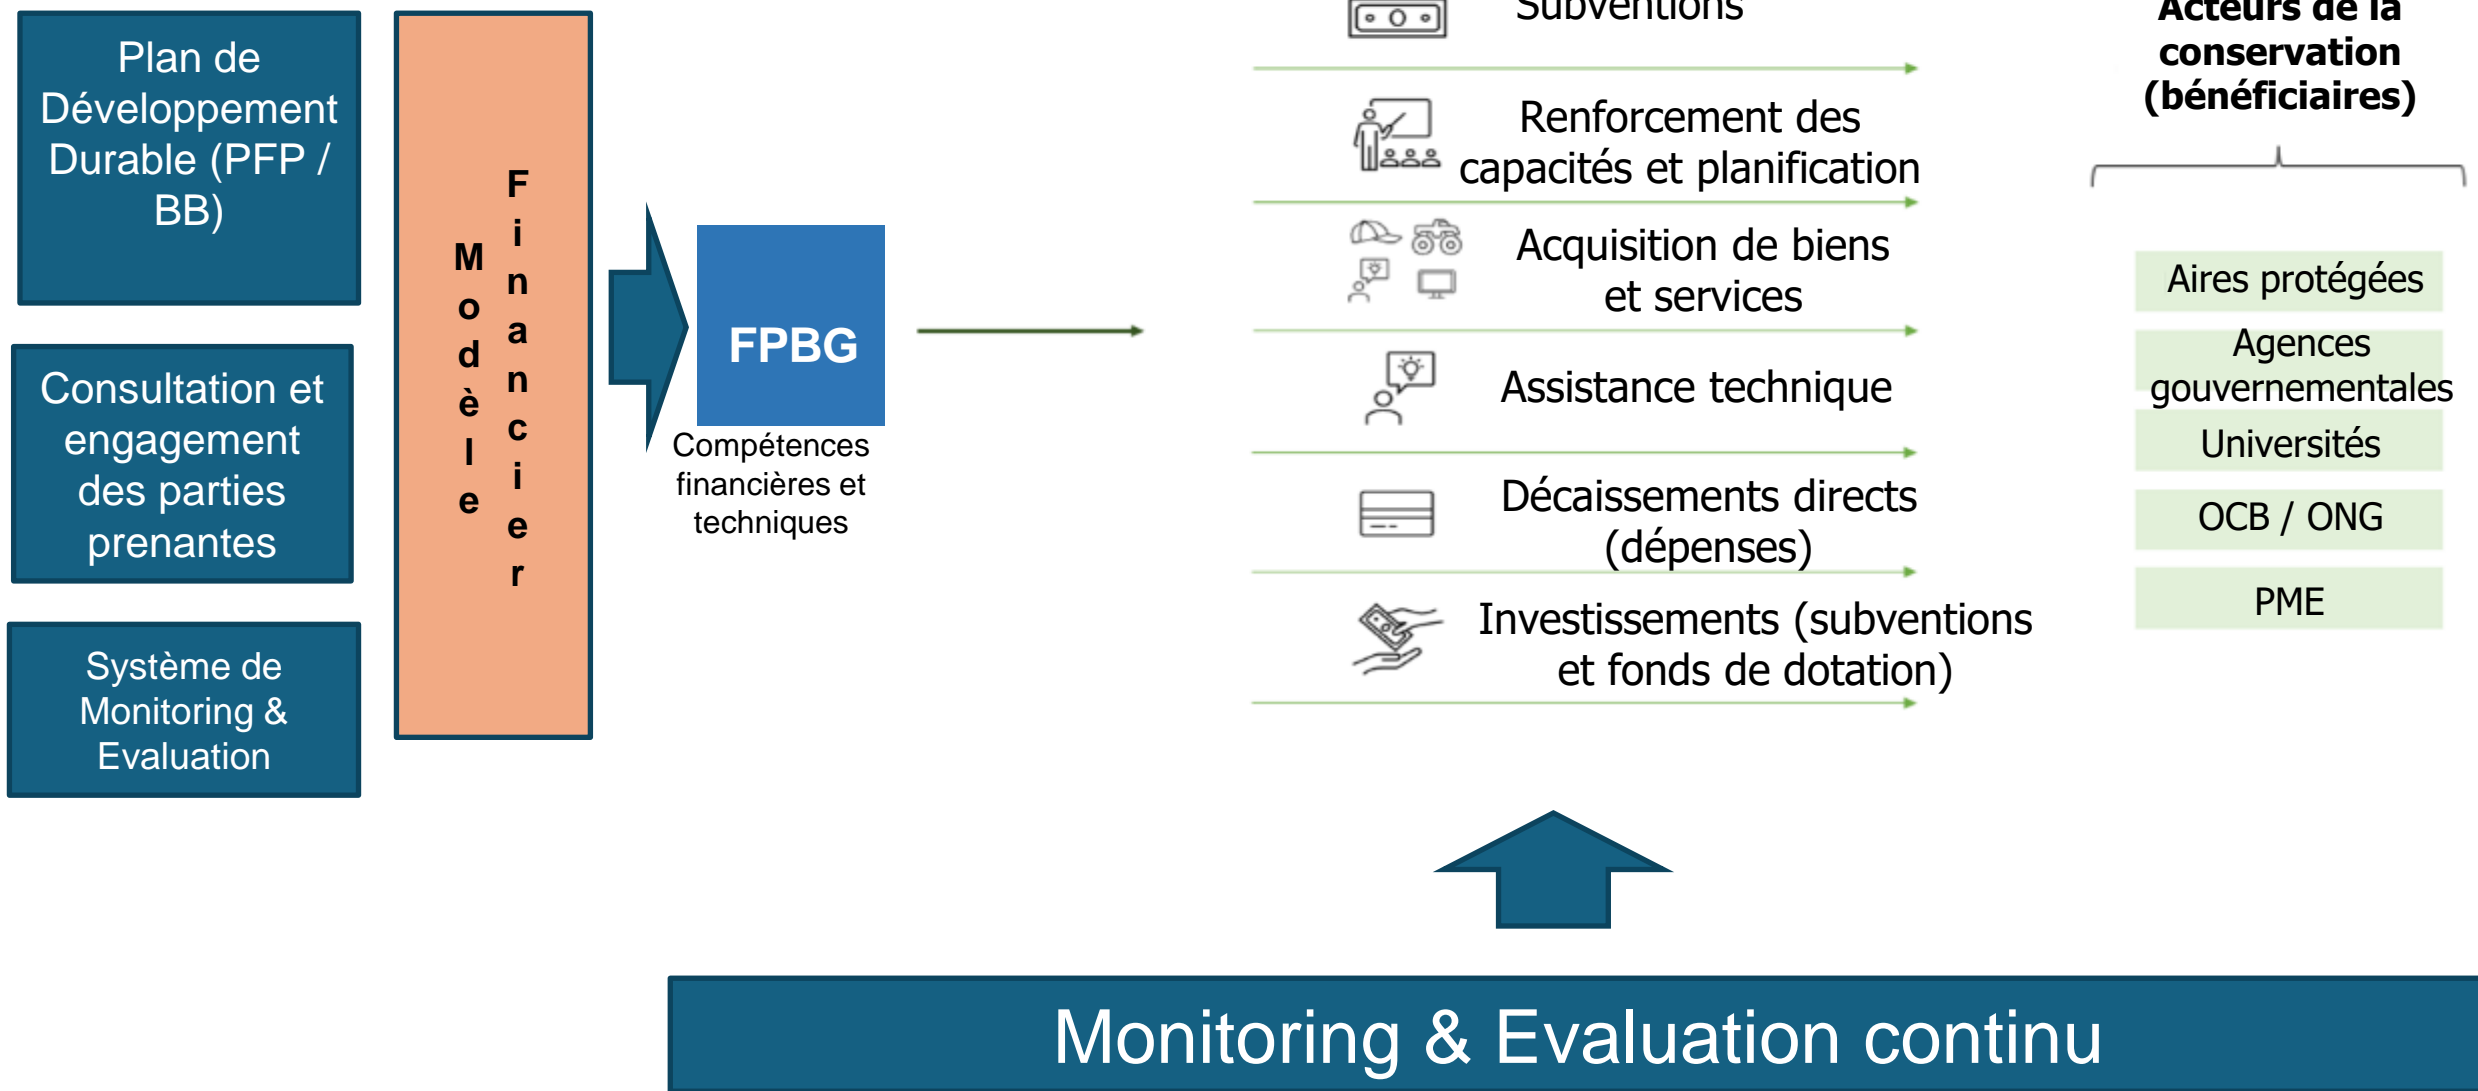 Plan de
Développement
Durable (PFP /
BB)
Consultation et
engagement
des parties
prenantes
Système de
Monitoring &
Evaluation
Modèle
Financier
FPBG
Compétences
financières et
techniques
Subventions
Renforcement des
capacités et planification
Acquisition de biens
et services
Assistance technique
Décaissements directs
(dépenses)
Investissements (subventions
et fonds de dotation)
Acteurs de la
conservation
(bénéficiaires)
Aires protégées
Agences
gouvernementales
Universités
OCB / ONG
PME
Monitoring & Evaluation continu